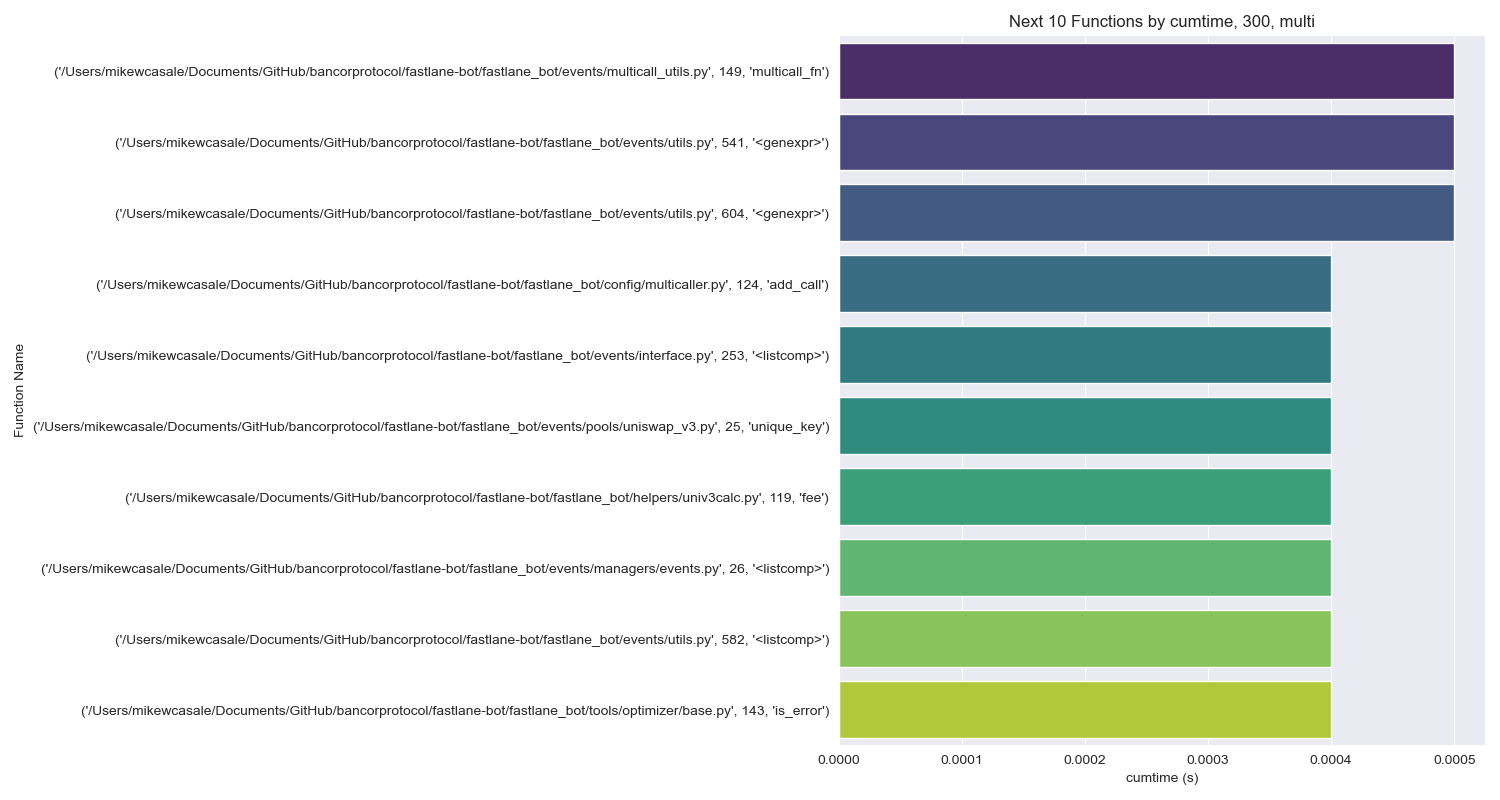 Next 10 Functions by cumtime, 300, multi
Function Name
('/Users/mikewcasale/Documents/GitHub/bancorprotocol/fastlane-bot/fastlane_bot/events/multicall_utils.py', 149, 'multicall_fn')
('/Users/mikewcasale/Documents/GitHub/bancorprotocol/fastlane-bot/fastlane_bot/events/utils.py', 541, '<genexpr>')
('/Users/mikewcasale/Documents/GitHub/bancorprotocol/fastlane-bot/fastlane_bot/events/utils.py', 604, '<genexpr>')
('/Users/mikewcasale/Documents/GitHub/bancorprotocol/fastlane-bot/fastlane_bot/config/multicaller.py', 124, 'add_call')
('/Users/mikewcasale/Documents/GitHub/bancorprotocol/fastlane-bot/fastlane_bot/events/interface.py', 253, '<listcomp>')
('/Users/mikewcasale/Documents/GitHub/bancorprotocol/fastlane-bot/fastlane_bot/events/pools/uniswap_v3.py', 25, 'unique_key')
('/Users/mikewcasale/Documents/GitHub/bancorprotocol/fastlane-bot/fastlane_bot/helpers/univ3calc.py', 119, 'fee')
('/Users/mikewcasale/Documents/GitHub/bancorprotocol/fastlane-bot/fastlane_bot/events/managers/events.py', 26, '<listcomp>')
('/Users/mikewcasale/Documents/GitHub/bancorprotocol/fastlane-bot/fastlane_bot/events/utils.py', 582, '<listcomp>')
('/Users/mikewcasale/Documents/GitHub/bancorprotocol/fastlane-bot/fastlane_bot/tools/optimizer/base.py', 143, 'is_error')
0.0000 0.0001 0.0002 0.0003 0.0004 0.0005
cumtime (s)